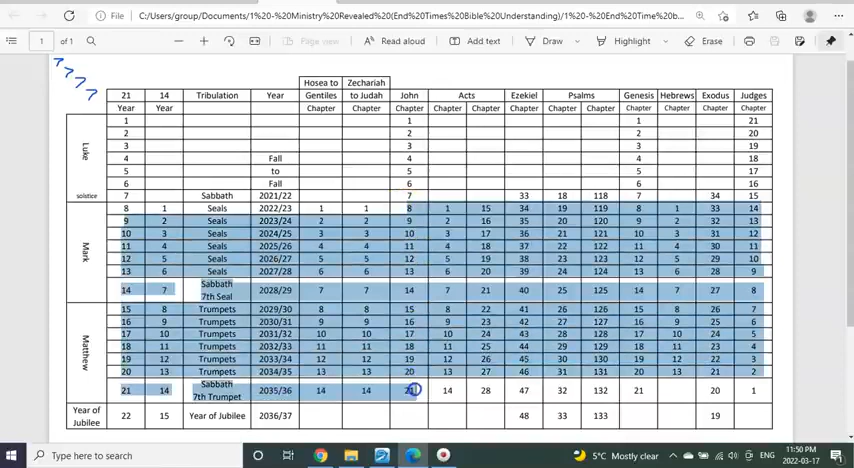 File | C:/Users/group/Documents/1%20-%20Ministry%20Revealed%20(End%20Times%20Bible%20Understanding)/1%20-%20End%20Time%20b...
1 of 1 Page view Read aloud Add text Draw Highlight Erase
Hosea to Zechariah
21 14 Tribulation Year Gentiles to Judah John Acts Ezekiel Psalms Genesis Hebrews Exodus Judges
Year Year Chapter Chapter Chapter Chapter Chapter Chapter Chapter Chapter Chapter Chapter Chapter Chapter Chapter
Luke
1 1 1 21
2 2 2 20
3 3 3 19
4 Fall 4 4 18
5 to 5 5 17
6 Fall 6 6 16
solstice 7 Sabbath 2021/22 7 33 18 118 7 34 15
Mark
8 1 Seals 2022/23 1 1 8 1 15 34 19 119 8 1 33 14
9 2 Seals 2023/24 2 2 9 2 16 35 20 120 9 2 32 13
10 3 Seals 2024/25 3 3 10 3 17 36 21 121 10 3 31 12
11 4 Seals 2025/26 4 4 11 4 18 37 22 122 11 4 30 11
12 5 Seals 2026/27 5 5 12 5 19 38 23 123 12 5 29 10
13 6 Seals 2027/28 6 6 13 6 20 39 24 124 13 6 28 9
14 7 Sabbath 7th Seal 2028/29 7 7 14 7 21 40 25 125 14 7 27 8
Matthew
15 8 Trumpets 2029/30 8 8 15 8 22 41 26 126 15 8 26 7
16 9 Trumpets 2030/31 9 9 16 9 23 42 27 127 16 9 25 6
17 10 Trumpets 2031/32 10 10 17 10 24 43 28 128 17 10 24 5
18 11 Trumpets 2032/33 11 11 18 11 25 44 29 129 18 11 23 4
19 12 Trumpets 2033/34 12 12 19 12 26 45 30 130 19 12 22 3
20 13 Trumpets 2034/35 13 13 20 13 27 46 31 131 20 13 21 2
21 14 Sabbath 7th Trumpet 2035/36 14 14 21 14 28 47 32 132 21 20 1
Year of Jubilee 22 15 Year of Jubilee 2036/37 48 33 133 19
Type here to search
5°C Mostly clear ENG 11:50 PM
2022-03-17